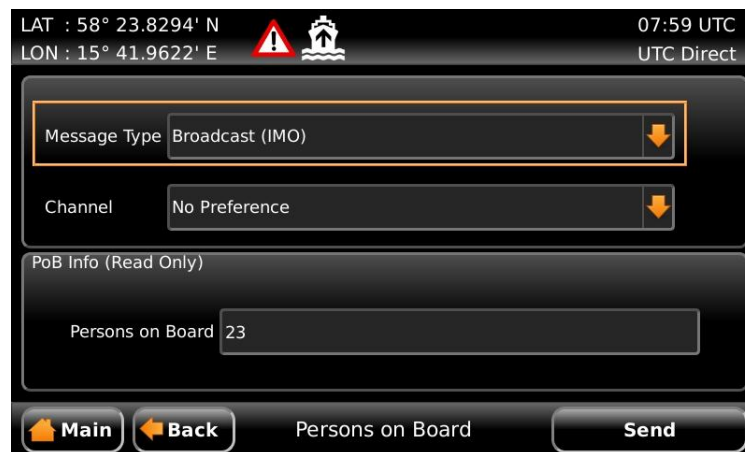 LAT : 58° 23.8294' N
07:59 UTC
LON : 15° 41.9622' E
UTC Direct
Message Type Broadcast (IMO)
Channel No Preference
PoB Info (Read Only)
Persons on Board 23
Main Back Persons on Board Send